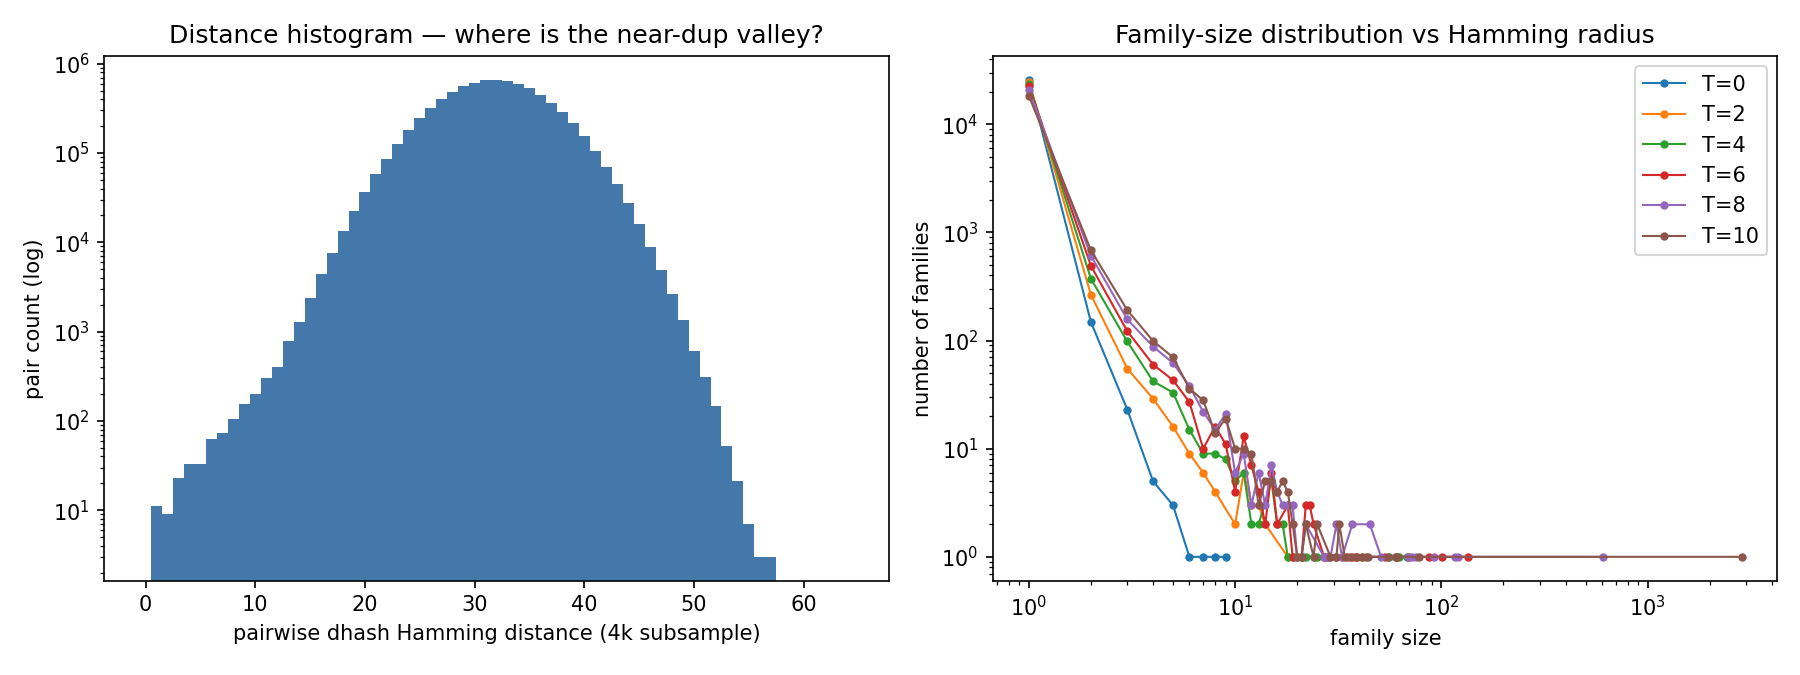 Distance histogram — where is the near-dup valley?
pair count (log)
10^6
10^5
10^4
10^3
10^2
10^1
0 10 20 30 40 50 60
pairwise dhash Hamming distance (4k subsample)
Family-size distribution vs Hamming radius
number of families
10^4
10^3
10^2
10^1
10^0
T=0
T=2
T=4
T=6
T=8
T=10
10^0 10^1 10^2 10^3
family size